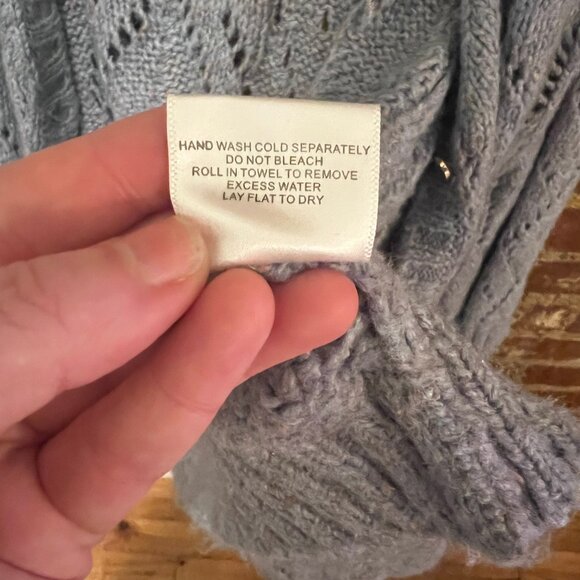 HAND WASH COLD SEPARATELY
DO NOT BLEACH
ROLL IN TOWEL TO REMOVE
EXCESS WATER
LAY FLAT TO DRY